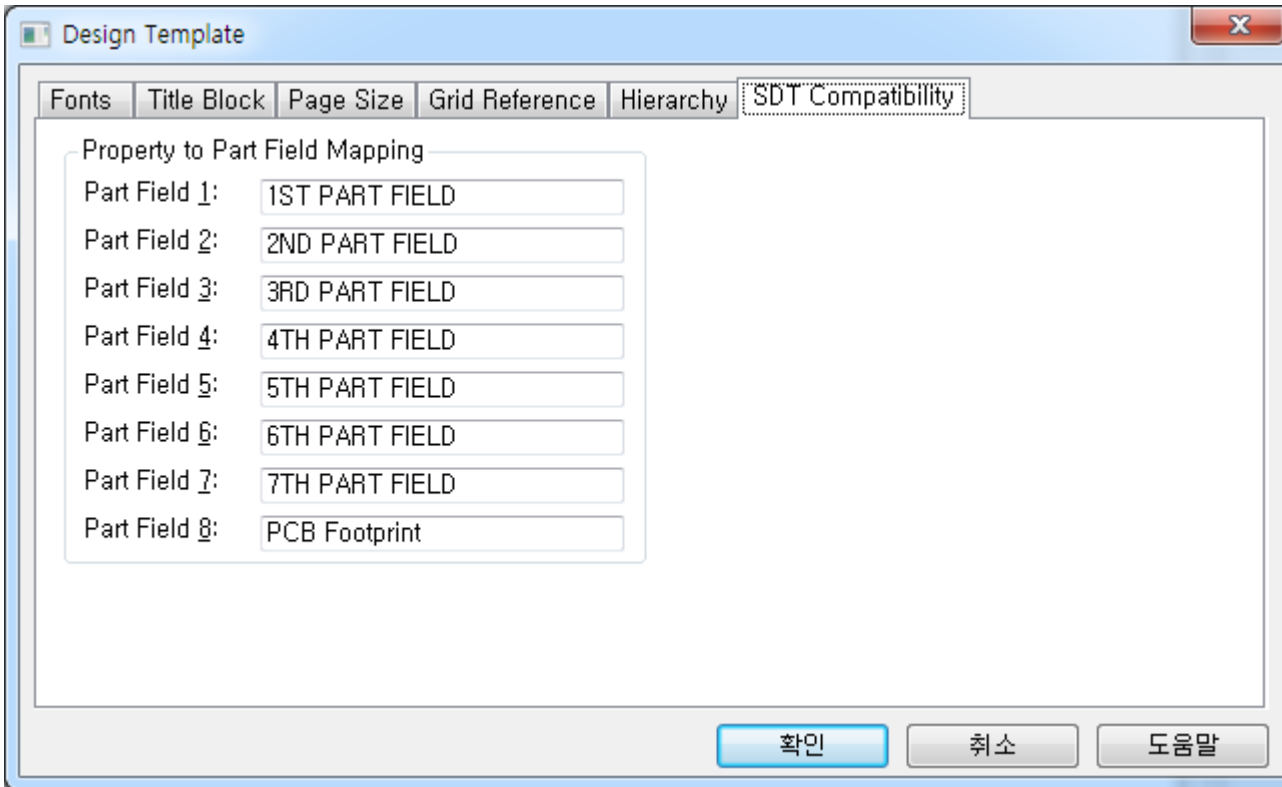 Design Template
Fonts Title Block Page Size Grid Reference Hierarchy SDT Compatibility
Property to Part Field Mapping
Part Field 1: 1ST PART FIELD
Part Field 2: 2ND PART FIELD
Part Field 3: 3RD PART FIELD
Part Field 4: 4TH PART FIELD
Part Field 5: 5TH PART FIELD
Part Field 6: 6TH PART FIELD
Part Field 7: 7TH PART FIELD
Part Field 8: PCB Footprint
확인 취소 도움말